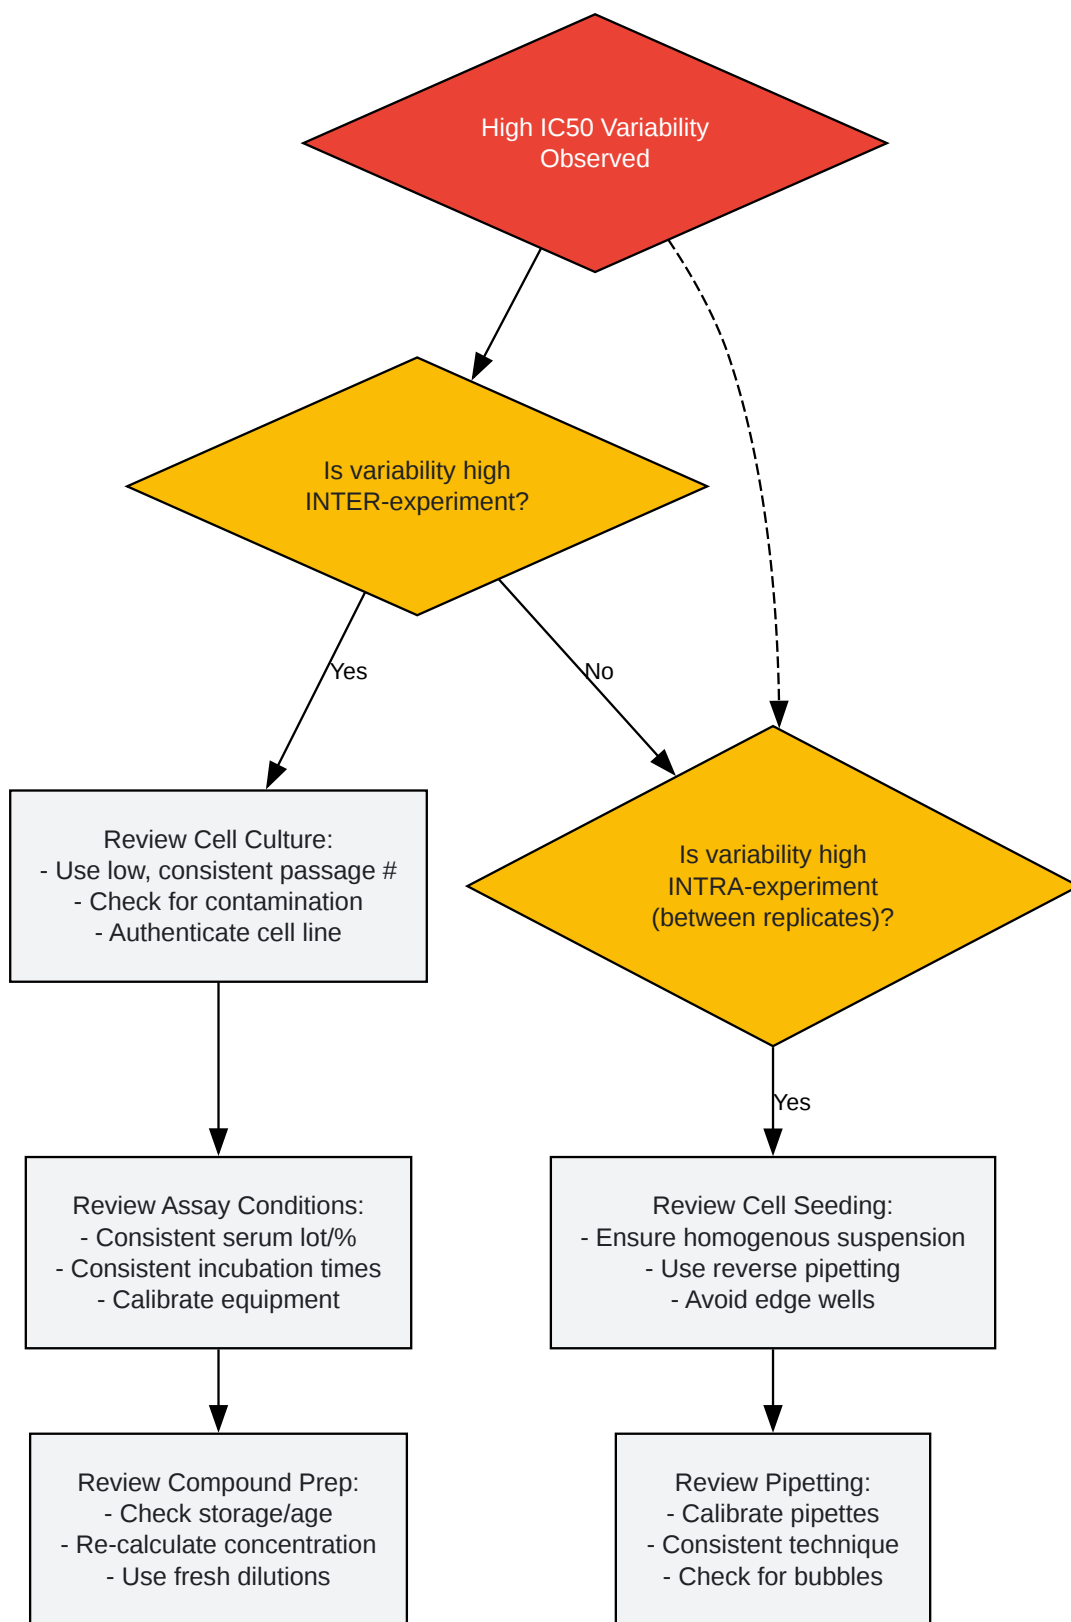 High IC50 Variability
Observed
Is variability high
INTER-experiment?
Yes
No
Review Cell Culture:
- Use low, consistent passage #
- Check for contamination
- Authenticate cell line
Is variability high
INTRA-experiment
(between replicates)?
Yes
Review Assay Conditions:
- Consistent serum lot/%
- Consistent incubation times
- Calibrate equipment
Review Cell Seeding:
- Ensure homogenous suspension
- Use reverse pipetting
- Avoid edge wells
Review Compound Prep:
- Check storage/age
- Re-calculate concentration
- Use fresh dilutions
Review Pipetting:
- Calibrate pipettes
- Consistent technique
- Check for bubbles